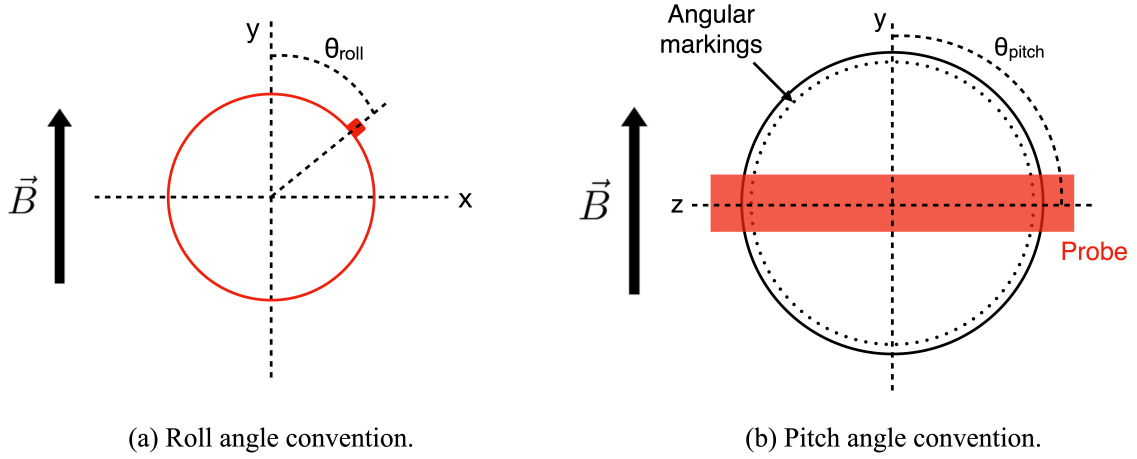 y
θroll
B⃗
x
(a) Roll angle convention.
Angular
markings
y
θpitch
B⃗
z
Probe
(b) Pitch angle convention.